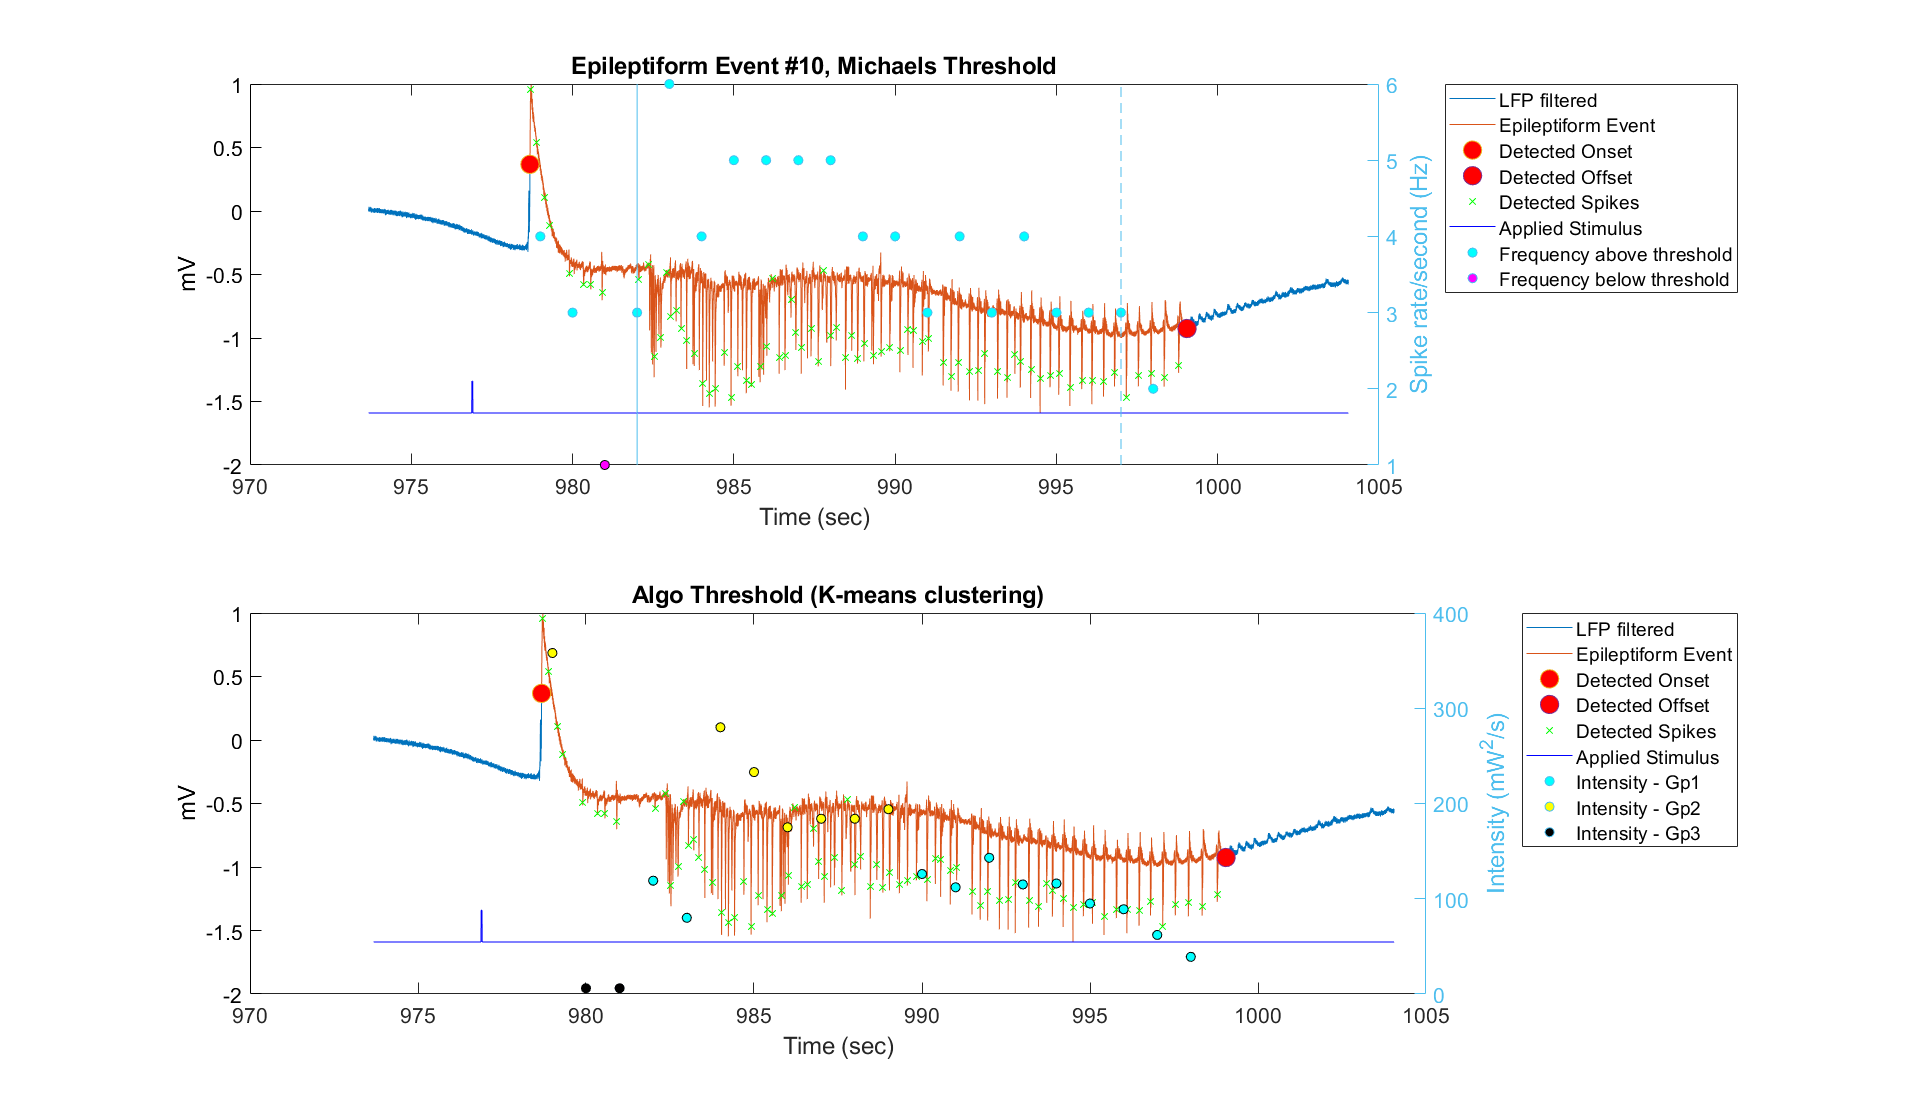 Epileptiform Event #10, Michaels Threshold
1
0.5
0
-0.5
-1
-1.5
-2
mV
970
975
980
985
990
995
1000
1005
Time (sec)
6
5
4
3
2
1
Spike rate/second (Hz)
LFP filtered
Epileptiform Event
Detected Onset
Detected Offset
Detected Spikes
Applied Stimulus
Frequency above threshold
Frequency below threshold
Algo Threshold (K-means clustering)
1
0.5
0
-0.5
-1
-1.5
-2
mV
970
975
980
985
990
995
1000
1005
Time (sec)
400
300
200
100
0
Intensity (mW²/s)
LFP filtered
Epileptiform Event
Detected Onset
Detected Offset
Detected Spikes
Applied Stimulus
Intensity - Gp1
Intensity - Gp2
Intensity - Gp3